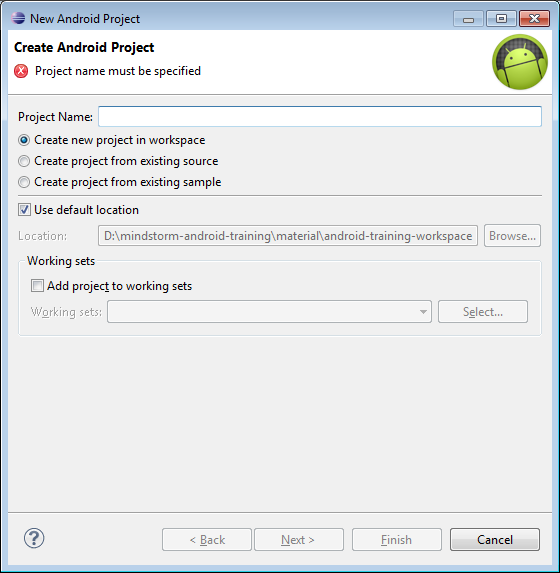 New Android Project
Create Android Project
Project name must be specified
Project Name:
Create new project in workspace
Create project from existing source
Create project from existing sample
Use default location
Location: D:\mindstorm-android-training\material\android-training-workspace Browse...
Working sets
Add project to working sets
Working sets: Select...
? < Back Next > Finish Cancel